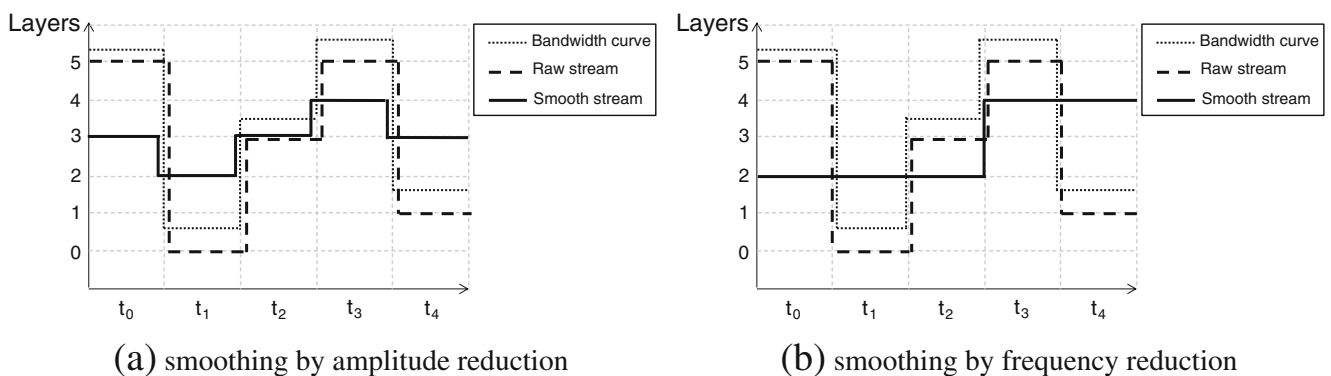 Layers
5
4
3
2
1
0
t0 t1 t2 t3 t4
Bandwidth curve
Raw stream
Smooth stream
(a) smoothing by amplitude reduction
Layers
5
4
3
2
1
0
t0 t1 t2 t3 t4
Bandwidth curve
Raw stream
Smooth stream
(b) smoothing by frequency reduction